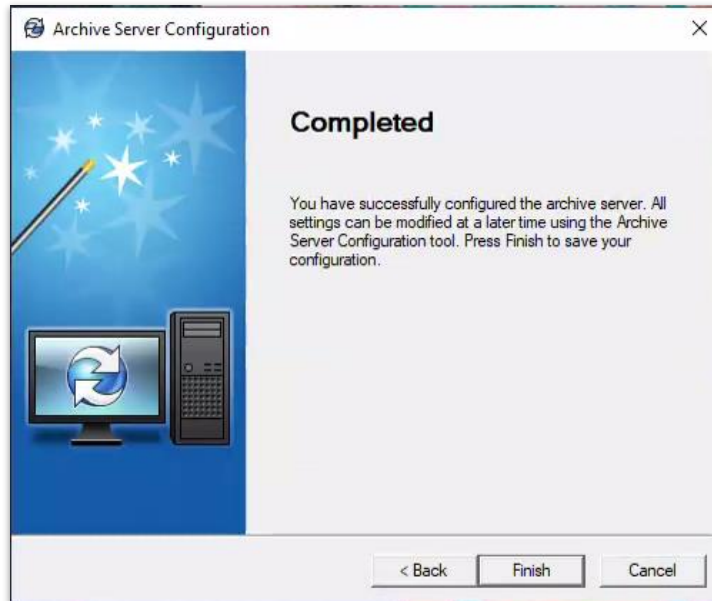 Archive Server Configuration
Completed
You have successfully configured the archive server. All
settings can be modified at a later time using the Archive
Server Configuration tool. Press Finish to save your
configuration.
< Back Finish Cancel